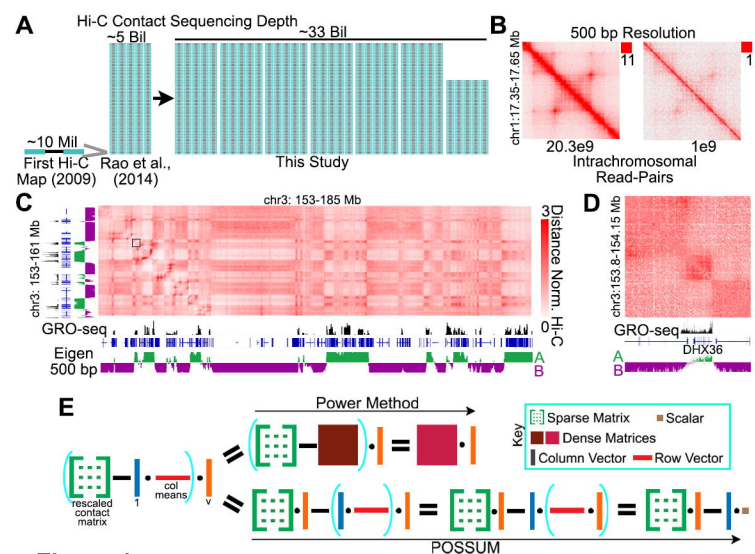 A
Hi-C Contact Sequencing Depth
~5 Bil
~33 Bil
~10 Mil
First Hi-C
Map (2009)
Rao et al.,
(2014)
This Study
B
500 bp Resolution
chr1:17.35-17.65 Mb
11
1
20.3e9
1e9
Intrachromosomal
Read-Pairs
C
chr3: 153-185 Mb
chr3: 153-161 Mb
3
Distance Norm. Hi-C
0
GRO-seq
Eigen
500 bp
A
B
D
chr3:153.8-154.15 Mb
GRO-seq
DHX36
A
B
E
Power Method
rescaled
contact
matrix
1
col
means
v
Key
Sparse Matrix
Scalar
Dense Matrices
Column Vector
Row Vector
POSSUM